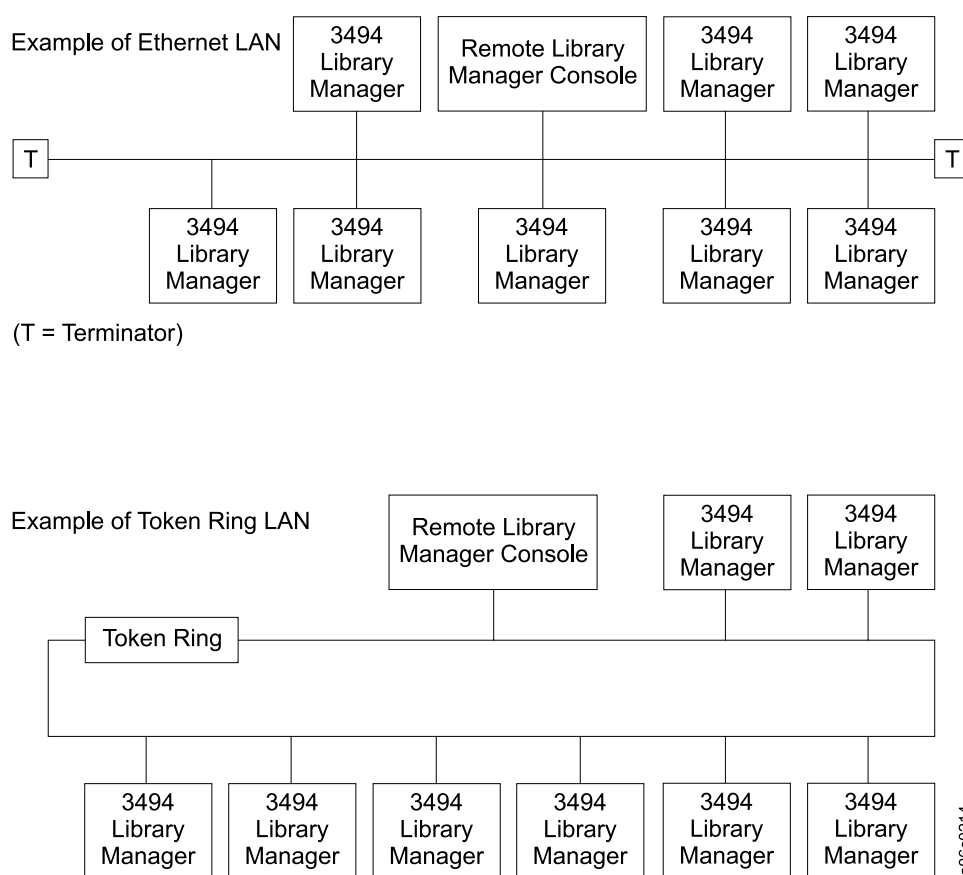 Example of Ethernet LAN
3494
Library
Manager
Remote Library
Manager Console
3494
Library
Manager
3494
Library
Manager
T
T
3494
Library
Manager
3494
Library
Manager
3494
Library
Manager
3494
Library
Manager
3494
Library
Manager
(T = Terminator)
Example of Token Ring LAN
Remote Library
Manager Console
3494
Library
Manager
3494
Library
Manager
Token Ring
3494
Library
Manager
3494
Library
Manager
3494
Library
Manager
3494
Library
Manager
3494
Library
Manager
3494
Library
Manager